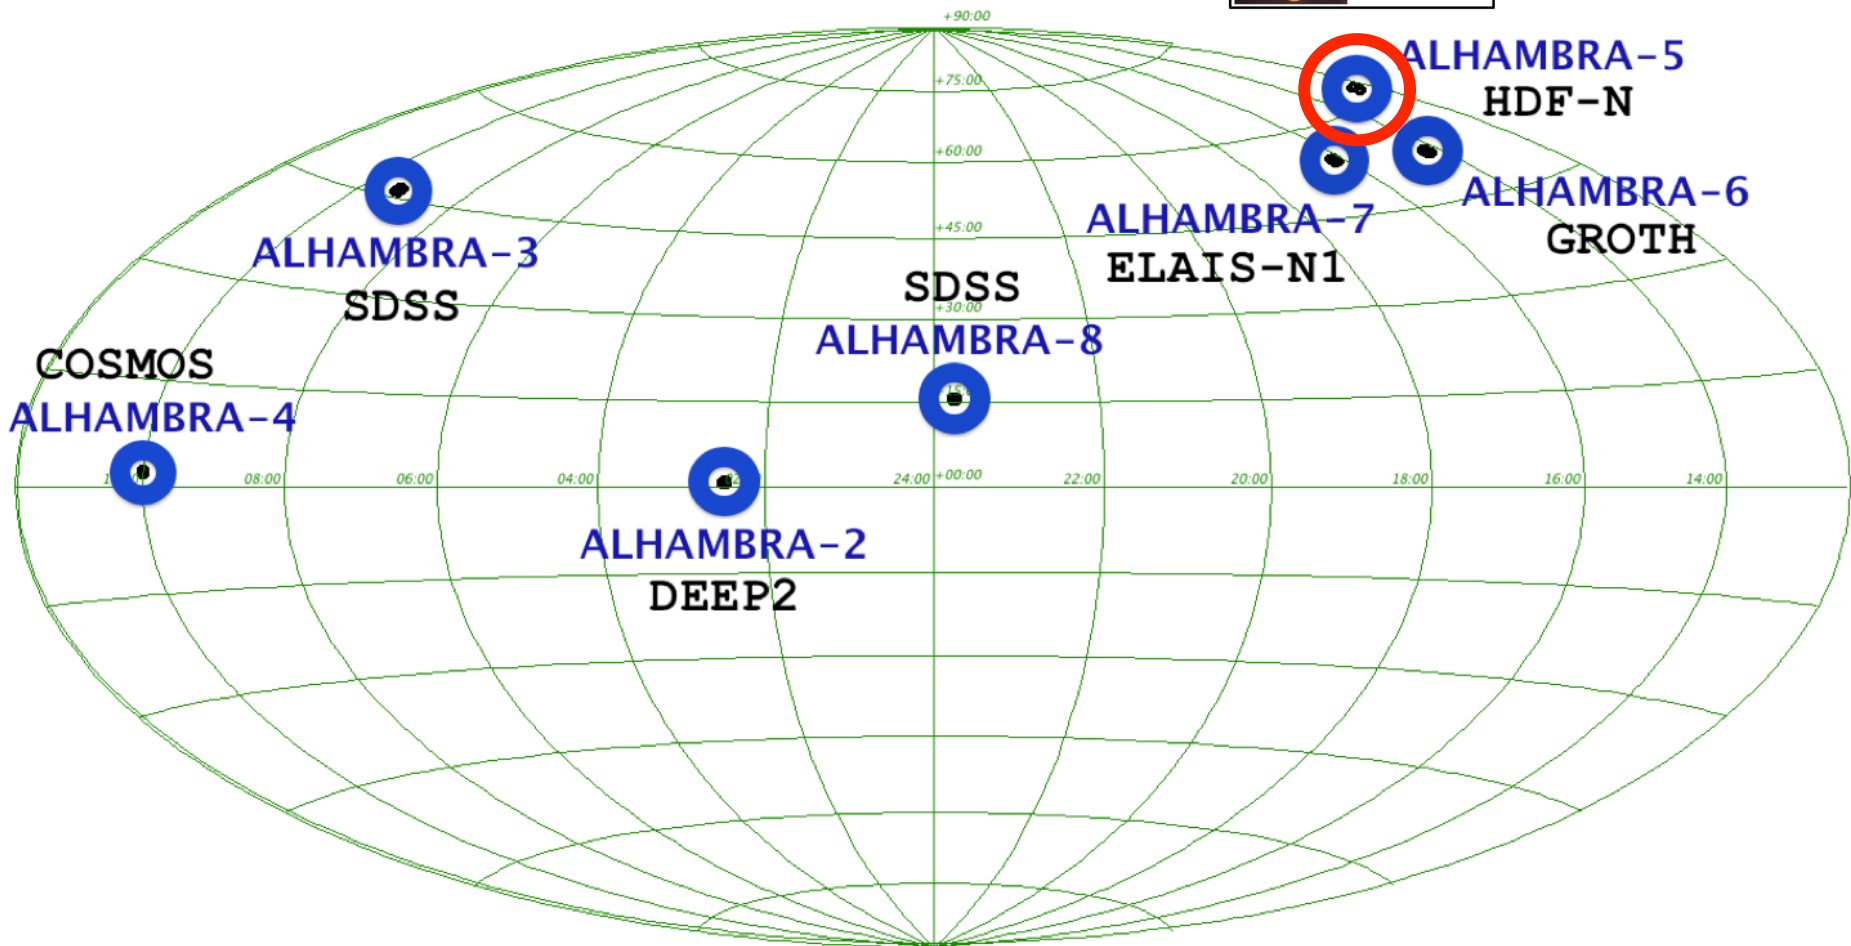 +90:00
ALHAMBRA-5
+75:00
HDF-N
+60:00
ALHAMBRA-6
ALHAMBRA-7
+45:00
GROTH
ALHAMBRA-3
ELAIS-N1
SDSS
SDSS
+30:00
ALHAMBRA-8
COSMOS
ALHAMBRA-4
08:00
06:00
04:00
24:00
+00:00
22:00
20:00
18:00
16:00
14:00
ALHAMBRA-2
DEEP2